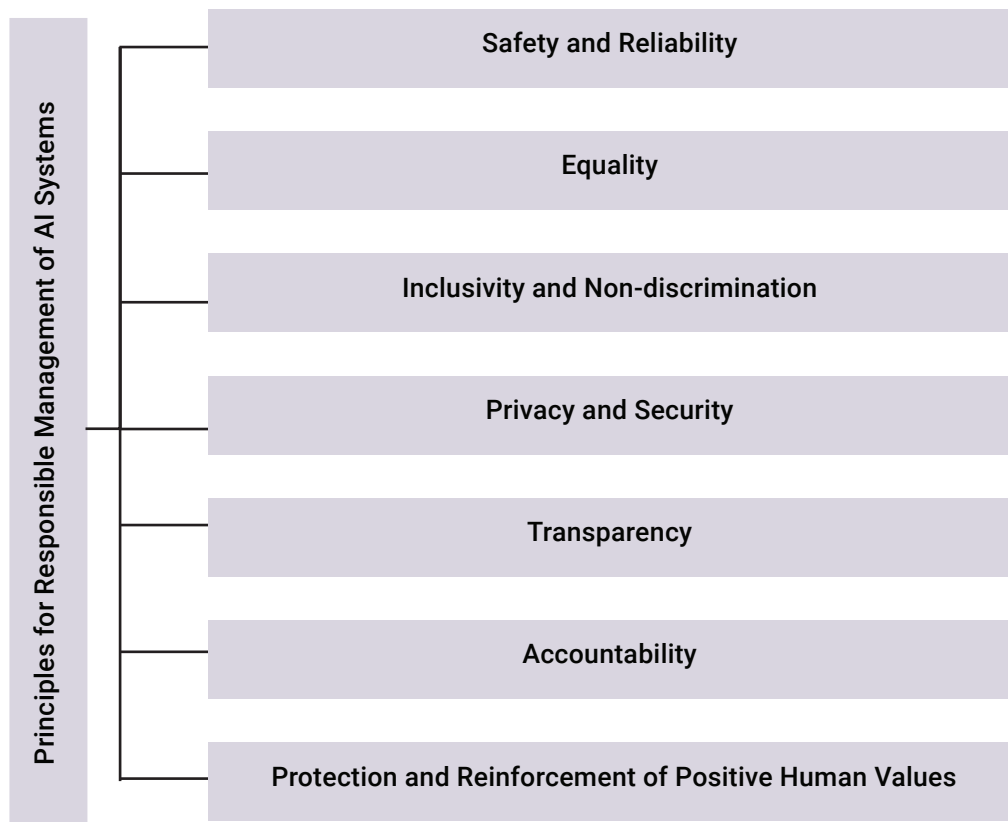 Principles for Responsible Management of AI Systems
Safety and Reliability
Equality
Inclusivity and Non-discrimination
Privacy and Security
Transparency
Accountability
Protection and Reinforcement of Positive Human Values